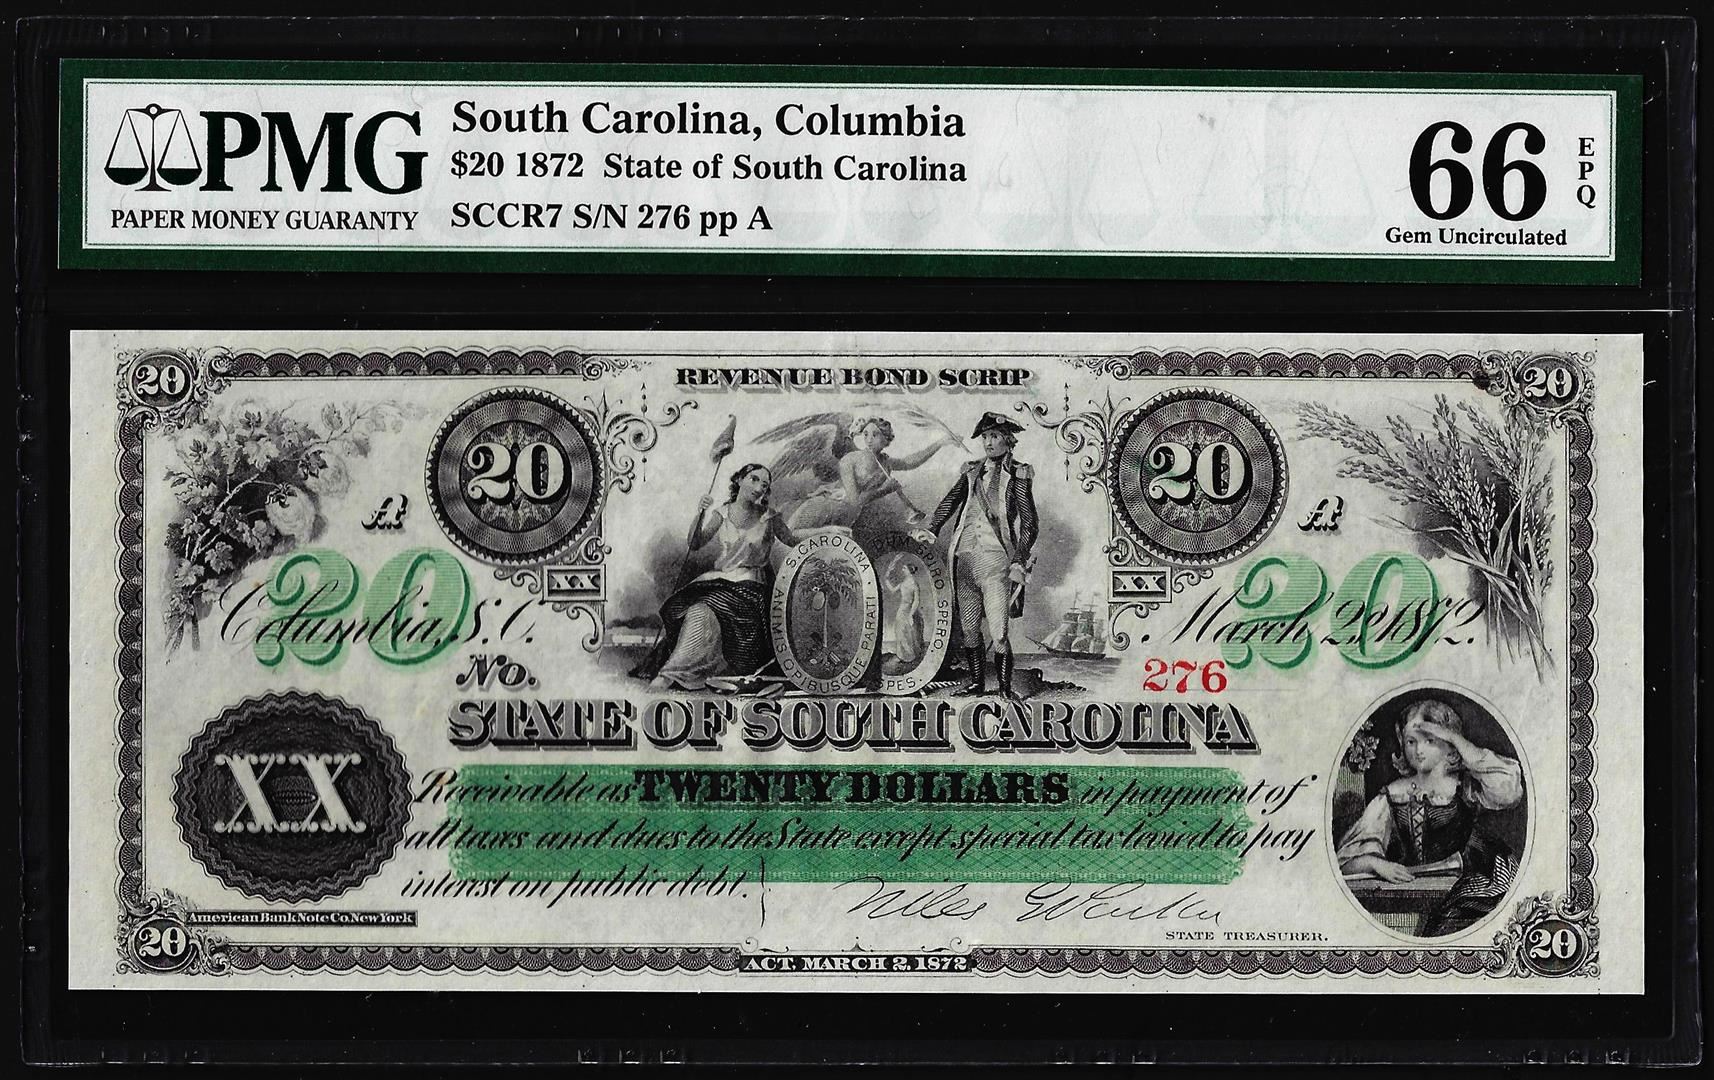 PMG
PAPER MONEY GUARANTY
South Carolina, Columbia
$20 1872 State of South Carolina
SCCR7 S/N 276 pp A
66 EPQ
Gem Uncirculated
20 REVENUE BOND SCRIP 20
20 20
A A
S. CAROLINA. ANIMIS OPIBUSQUE PARATI
DUM SPIRO SPERO. SPES.
XX XX
20 20
Columbia, S.C. March 2, 1872.
No. 276
STATE OF SOUTH CAROLINA
XX
Receivable as TWENTY DOLLARS in payment of
all taxes and dues to the State except special tax levied to pay
interest on public debt.
Niles G Parker
American Bank Note Co. New York
STATE TREASURER.
20 ACT, MARCH 2, 1872 20